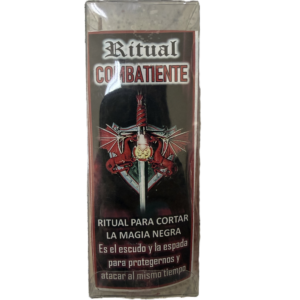 Ritual
COMBATIENTE
RITUAL PARA CORTAR
LA MAGIA NEGRA
Es el escudo y la espada
para protegernos y
atacar al mismo tiempo